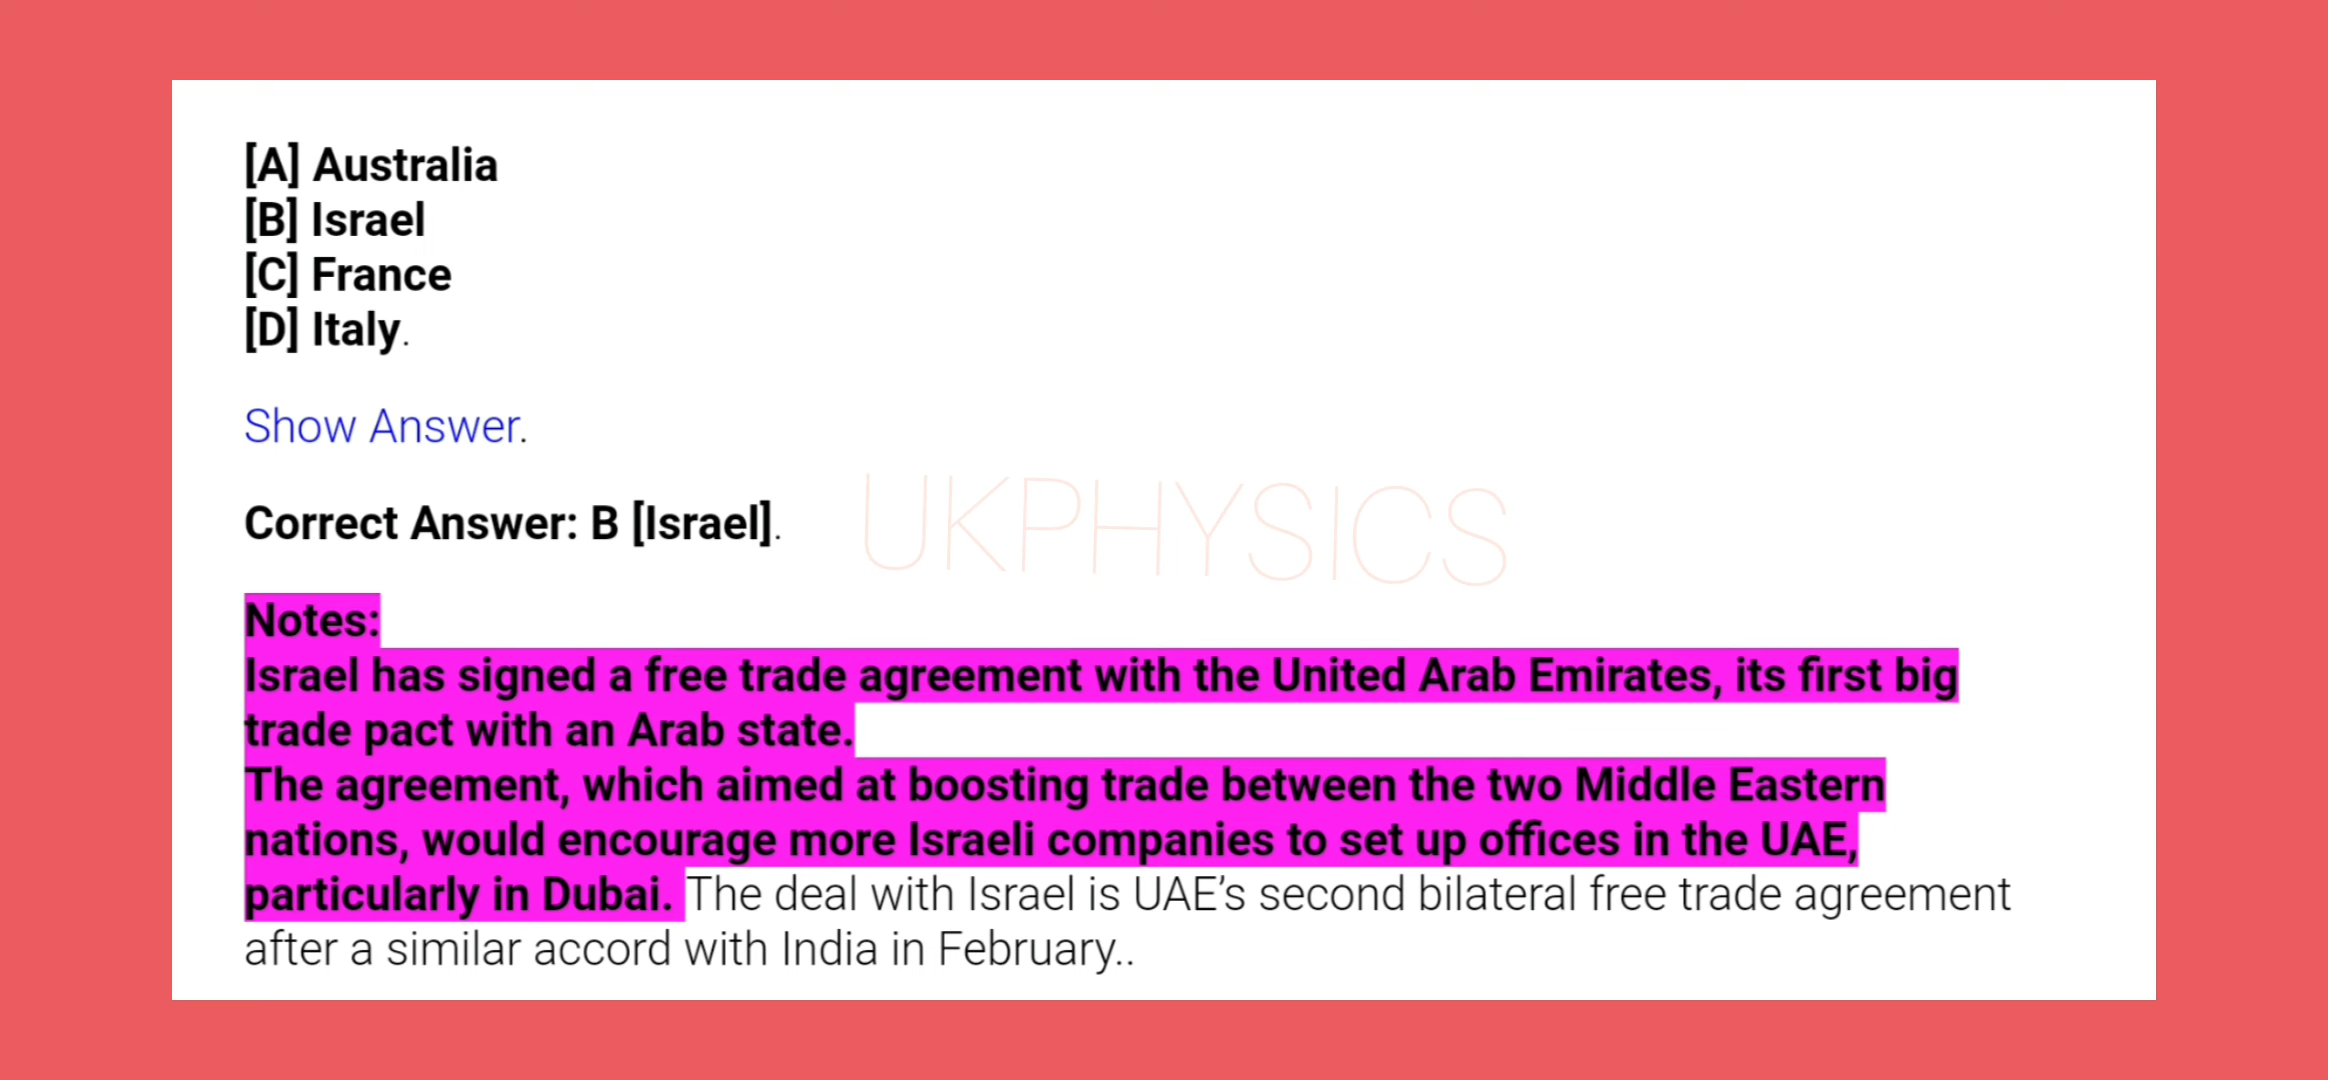 [A] Australia
[B] Israel
[C] France
[D] Italy.
Show Answer.
Correct Answer: B [Israel].
UKPHYSICS
Notes:
Israel has signed a free trade agreement with the United Arab Emirates, its first big
trade pact with an Arab state.
The agreement, which aimed at boosting trade between the two Middle Eastern
nations, would encourage more Israeli companies to set up offices in the UAE,
particularly in Dubai. The deal with Israel is UAE’s second bilateral free trade agreement
after a similar accord with India in February..